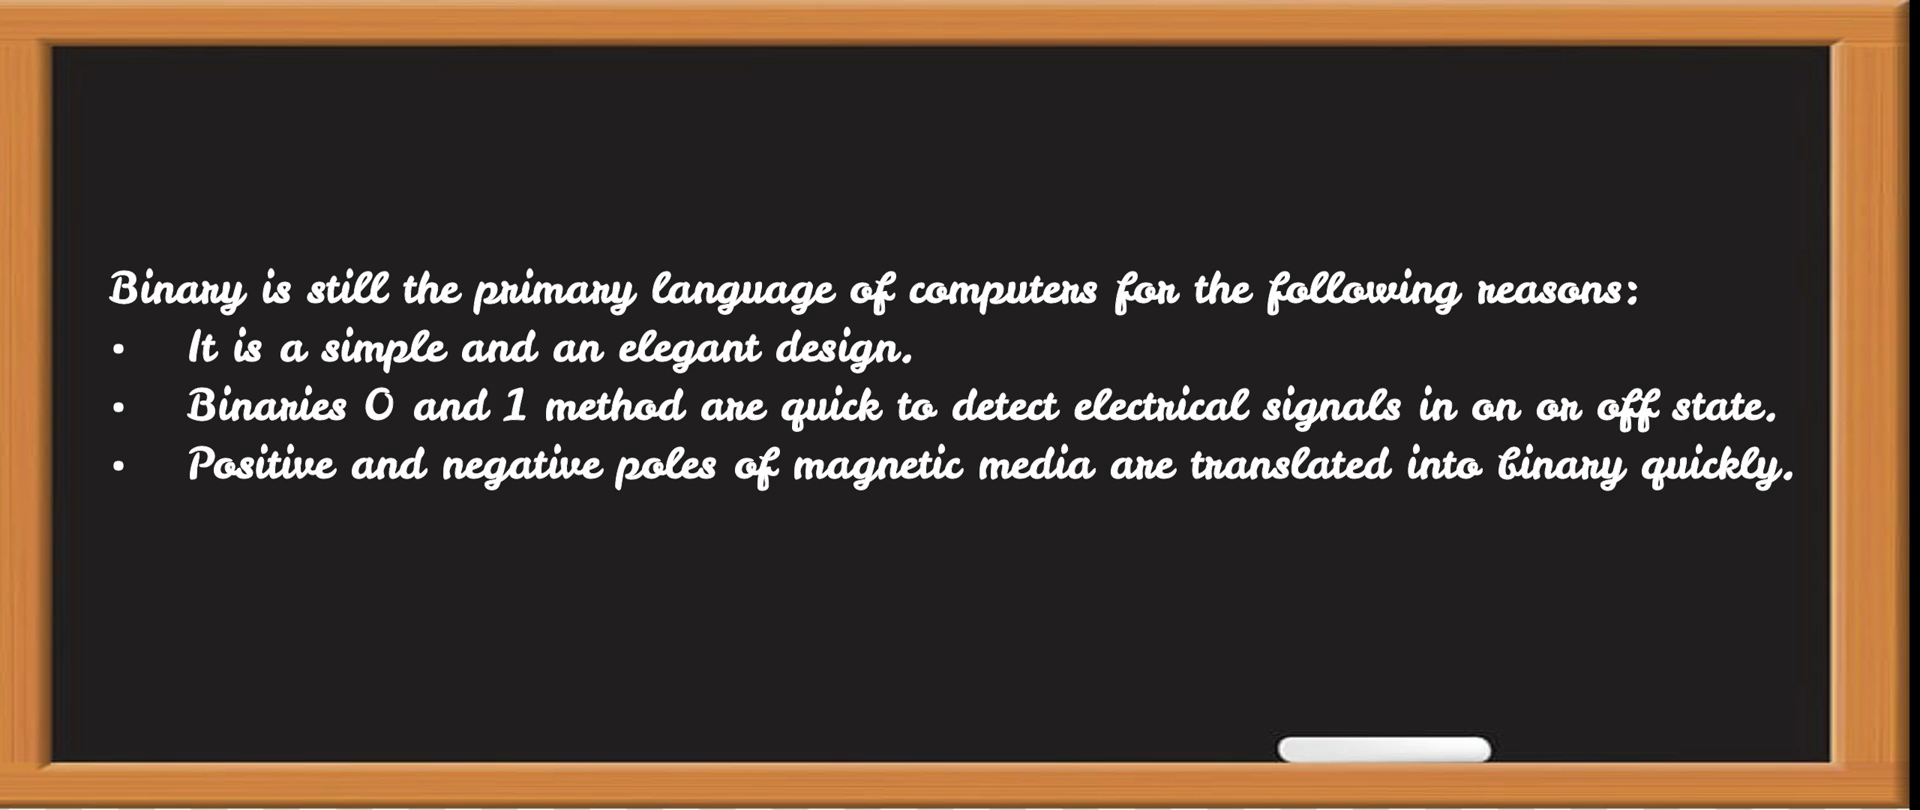 Binary is still the primary language of computers for the following reasons:
• It is a simple and an elegant design.
• Binaries 0 and 1 method are quick to detect electrical signals in on or off state.
• Positive and negative poles of magnetic media are translated into binary quickly.